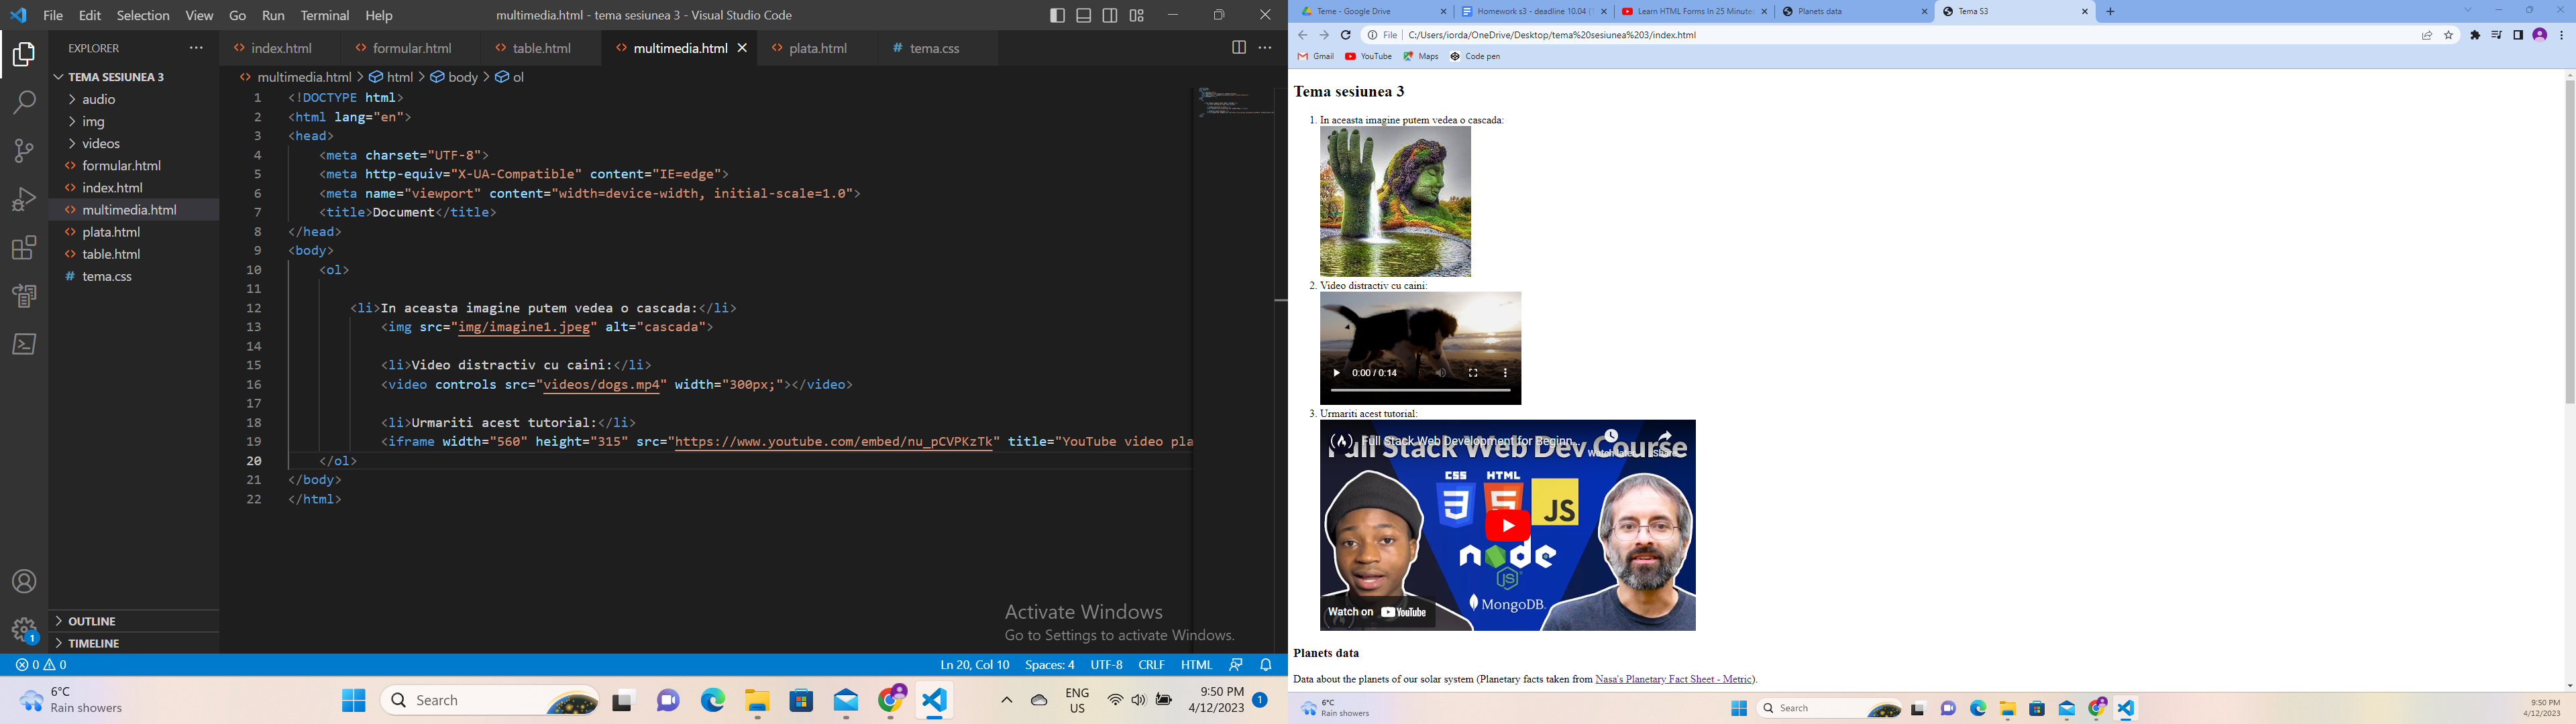 File Edit Selection View Go Run Terminal Help
multimedia.html - tema sesiunea 3 - Visual Studio Code
EXPLORER
index.html formular.html table.html multimedia.html plata.html tema.css
TEMA SESIUNEA 3
audio
img
videos
formular.html
index.html
multimedia.html
plata.html
table.html
tema.css
OUTLINE
TIMELINE
multimedia.html > html > body > ol
1 <!DOCTYPE html>
2 <html lang="en">
3 <head>
4 <meta charset="UTF-8">
5 <meta http-equiv="X-UA-Compatible" content="IE=edge">
6 <meta name="viewport" content="width=device-width, initial-scale=1.0">
7 <title>Document</title>
8 </head>
9 <body>
10 <ol>
11
12 <li>In aceasta imagine putem vedea o cascada:</li>
13 <img src="img/imagine1.jpeg" alt="cascada">
14
15 <li>Video distractiv cu caini:</li>
16 <video controls src="videos/dogs.mp4" width="300px;"></video>
17
18 <li>Urmariti acest tutorial:</li>
19 <iframe width="560" height="315" src="https://www.youtube.com/embed/nu_pCVPKzTk" title="YouTube video pla
20 </ol>
21 </body>
22 </html>
Activate Windows
Go to Settings to activate Windows.
0 0
Ln 20, Col 10 Spaces: 4 UTF-8 CRLF HTML
6°C
Rain showers
Search
ENG
US
9:50 PM
4/12/2023
1
1
Teme - Google Drive
Homework s3 - deadline 10.04 (
Learn HTML Forms In 25 Minute
Planets data
Tema S3
File C:/Users/iorda/OneDrive/Desktop/tema%20sesiunea%203/index.html
Gmail YouTube Maps Code pen
Tema sesiunea 3
1. In aceasta imagine putem vedea o cascada:
2. Video distractiv cu caini:
0:00 / 0:14
3. Urmariti acest tutorial:
Full Stack Web Development for Beginn...
Full Stack Web Dev Course
Share
CSS HTML
3 5 JS
node
JS
MongoDB.
Watch on YouTube
Planets data
Data about the planets of our solar system (Planetary facts taken from Nasa's Planetary Fact Sheet - Metric).
6°C
Rain showers
Search
9:50 PM
4/12/2023